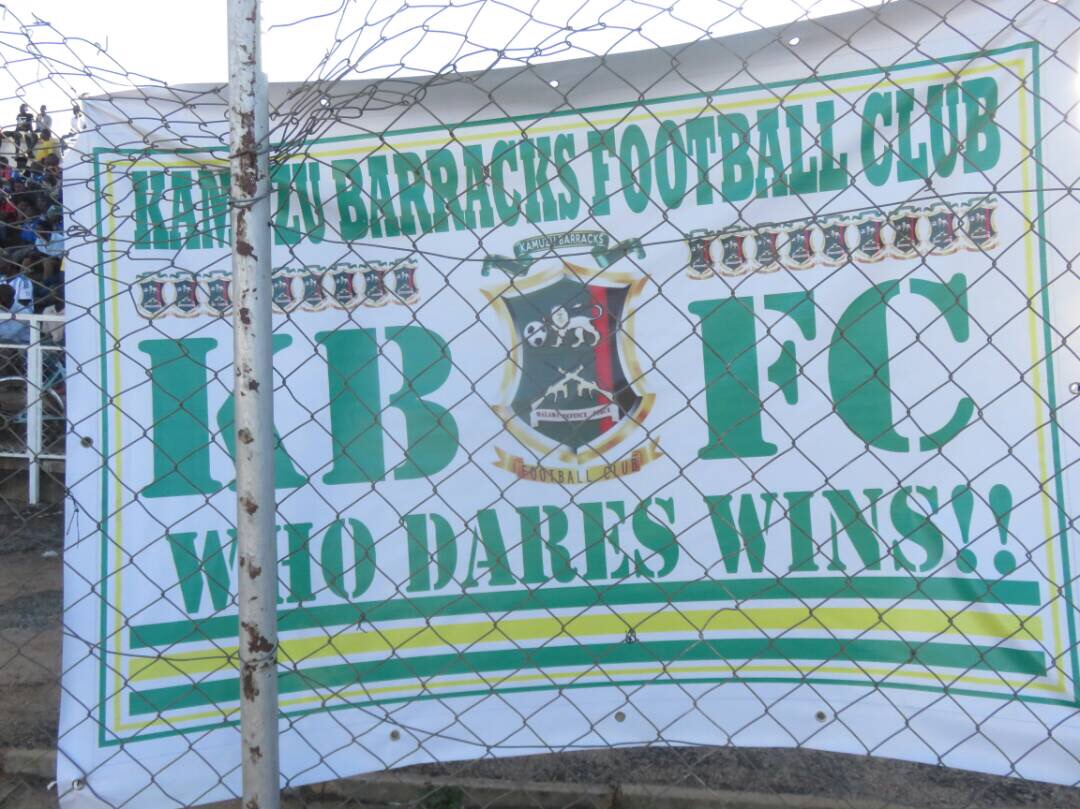 KAMUZU BARRACKS FOOTBALL CLUB
KAMUZU BARRACKS
KB FC
MALAWI DEFENCE FORCE
FOOTBALL CLUB
WHO DARES WINS!!